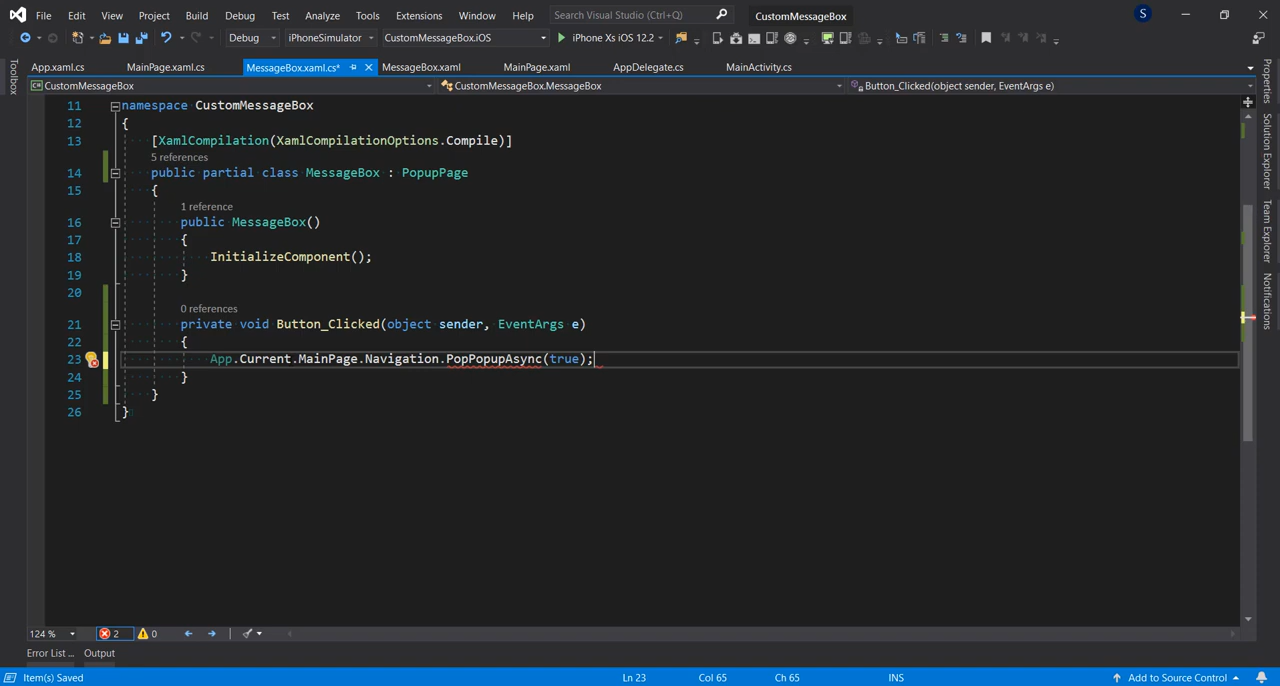 File Edit View Project Build Debug Test Analyze Tools Extensions Window Help Search Visual Studio (Ctrl+Q) CustomMessageBox S
Debug iPhoneSimulator CustomMessageBox.iOS iPhone Xs iOS 12.2
App.xaml.cs MainPage.xaml.cs MessageBox.xaml.cs* MessageBox.xaml MainPage.xaml AppDelegate.cs MainActivity.cs
CustomMessageBox CustomMessageBox.MessageBox Button_Clicked(object sender, EventArgs e)
Toolbox
Properties
Solution Explorer
Team Explorer
Notifications
11 namespace CustomMessageBox
12 {
13 [XamlCompilation(XamlCompilationOptions.Compile)]
5 references
14 public partial class MessageBox : PopupPage
15 {
1 reference
16 public MessageBox()
17 {
18 InitializeComponent();
19 }
20
0 references
21 private void Button_Clicked(object sender, EventArgs e)
22 {
23 App.Current.MainPage.Navigation.PopPopupAsync(true);
24 }
25 }
26 }
124 % 2 0
Error List ... Output
Item(s) Saved Ln 23 Col 65 Ch 65 INS Add to Source Control